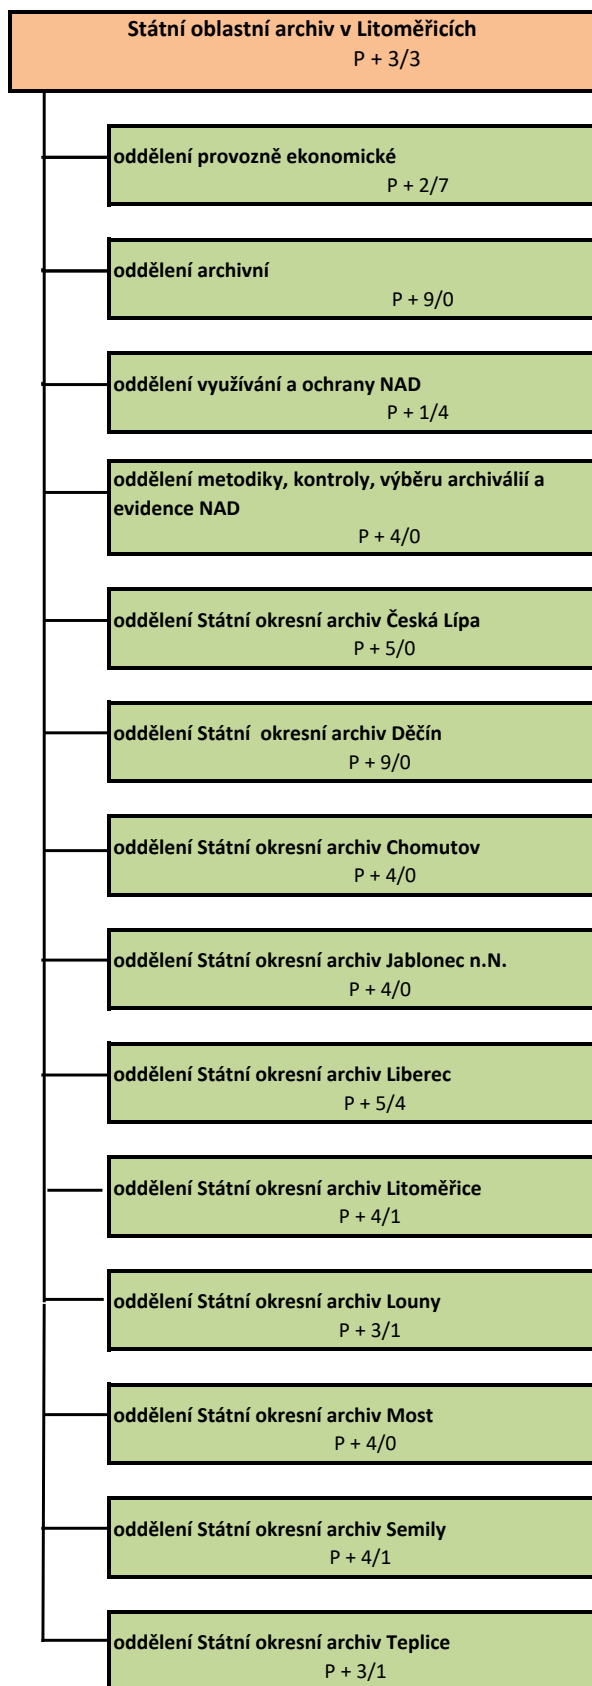 Státní oblastní archiv v Litoměřicích
P + 3/3
oddělení provozně ekonomické
P + 2/7
oddělení archivní
P + 9/0
oddělení využívání a ochrany NAD
P + 1/4
oddělení metodiky, kontroly, výběru archiválií a
evidence NAD
P + 4/0
oddělení Státní okresní archiv Česká Lípa
P + 5/0
oddělení Státní  okresní archiv Děčín
P + 9/0
oddělení Státní okresní archiv Chomutov
P + 4/0
oddělení Státní okresní archiv Jablonec n.N.
P + 4/0
oddělení Státní okresní archiv Liberec
P + 5/4
oddělení Státní okresní archiv Litoměřice
P + 4/1
oddělení Státní okresní archiv Louny
P + 3/1
oddělení Státní okresní archiv Most
P + 4/0
oddělení Státní okresní archiv Semily
P + 4/1
oddělení Státní okresní archiv Teplice
P + 3/1